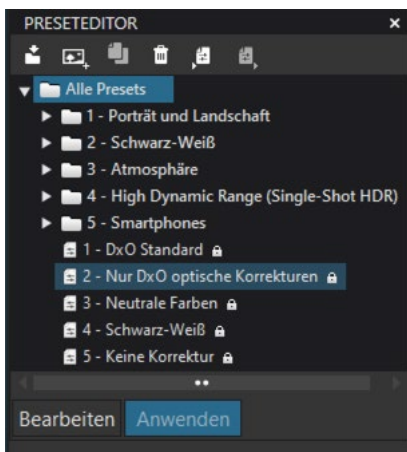 PRESETEDITOR
Alle Presets
1 - Porträt und Landschaft
2 - Schwarz-Weiß
3 - Atmosphäre
4 - High Dynamic Range (Single-Shot HDR)
5 - Smartphones
1 - DxO Standard
2 - Nur DxO optische Korrekturen
3 - Neutrale Farben
4 - Schwarz-Weiß
5 - Keine Korrektur
Bearbeiten Anwenden